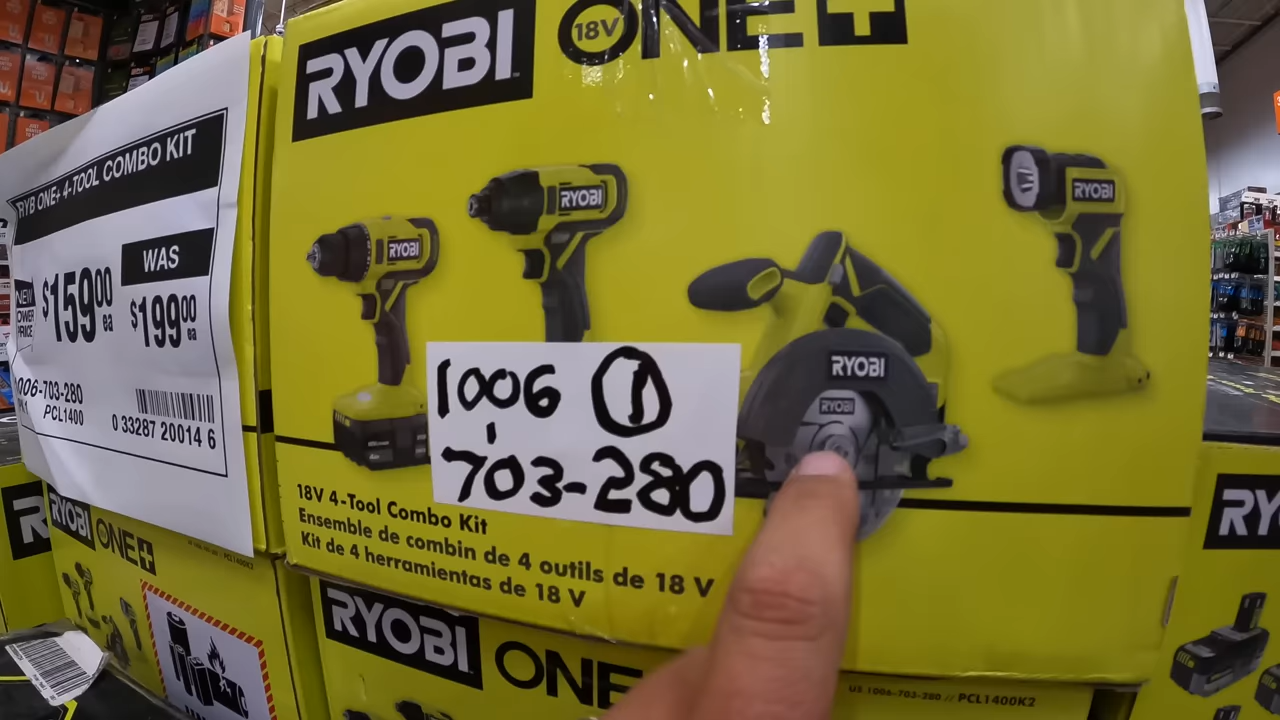 RYB ONE+ 4-TOOL COMBO KIT
NEW
LOWER
PRICE
$159 00 ea
WAS
$199 00 ea
1006-703-280
PCL1400
0 33287 20014 6
RYOBI
18V ONE+
RYOBI
RYOBI
RYOBI
RYOBI
RYOBI
1006 1
703-280
18V 4-Tool Combo Kit
Ensemble de combin de 4 outils de 18 V
Kit de 4 herramientas de 18 V
RYOBI ONE+
PCL1400K2
RYOBI ONE
US 1006-703-280 // PCL1400K2
RY